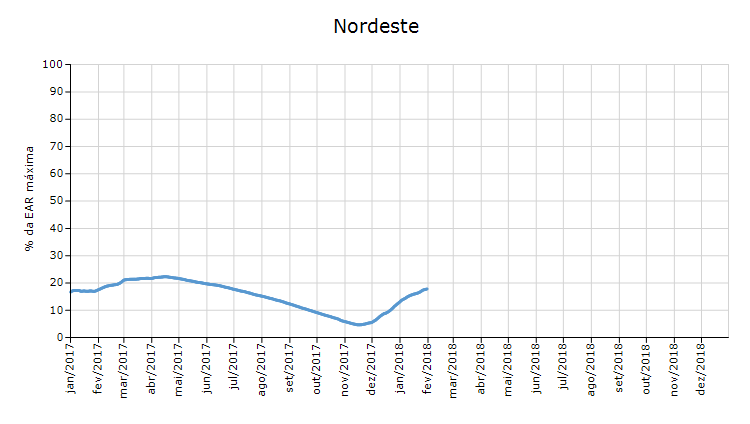 Nordeste
% da EAR máxima
100
90
80
70
60
50
40
30
20
10
0
jan/2017
fev/2017
mar/2017
abr/2017
mai/2017
jun/2017
jul/2017
ago/2017
set/2017
out/2017
nov/2017
dez/2017
jan/2018
fev/2018
mar/2018
abr/2018
mai/2018
jun/2018
jul/2018
ago/2018
set/2018
out/2018
nov/2018
dez/2018